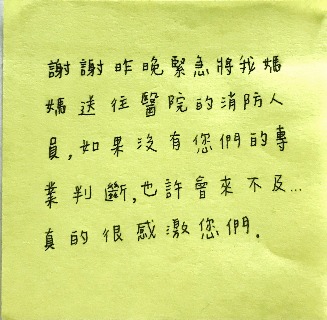 謝謝昨晚緊急將我媽
媽送往醫院的消防人
員,如果沒有您們的專
業判斷,也許會來不及...
真的很感激您們。